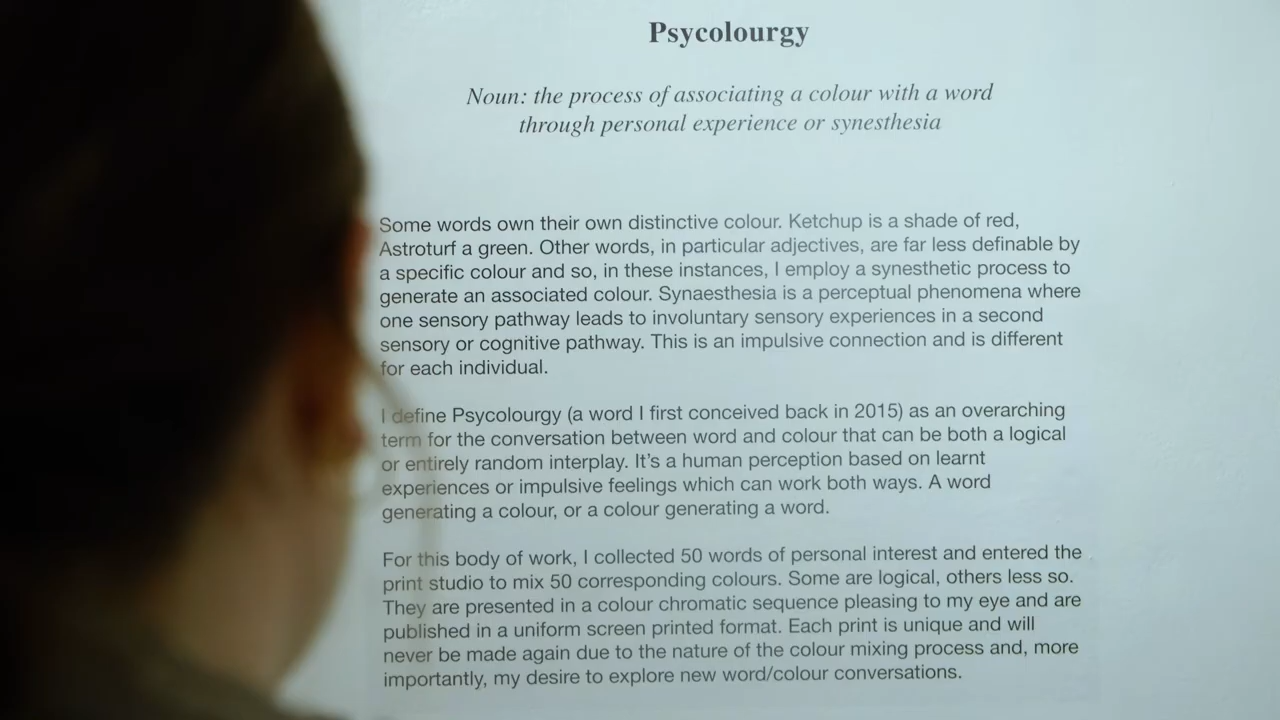 Psycolourgy
Noun: the process of associating a colour with a word
through personal experience or synesthesia
Some words own their own distinctive colour. Ketchup is a shade of red,
Astroturf a green. Other words, in particular adjectives, are far less definable by
a specific colour and so, in these instances, I employ a synesthetic process to
generate an associated colour. Synaesthesia is a perceptual phenomena where
one sensory pathway leads to involuntary sensory experiences in a second
sensory or cognitive pathway. This is an impulsive connection and is different
for each individual.
I define Psycolourgy (a word I first conceived back in 2015) as an overarching
term for the conversation between word and colour that can be both a logical
or entirely random interplay. It's a human perception based on learnt
experiences or impulsive feelings which can work both ways. A word
generating a colour, or a colour generating a word.
For this body of work, I collected 50 words of personal interest and entered the
print studio to mix 50 corresponding colours. Some are logical, others less so.
They are presented in a colour chromatic sequence pleasing to my eye and are
published in a uniform screen printed format. Each print is unique and will
never be made again due to the nature of the colour mixing process and, more
importantly, my desire to explore new word/colour conversations.